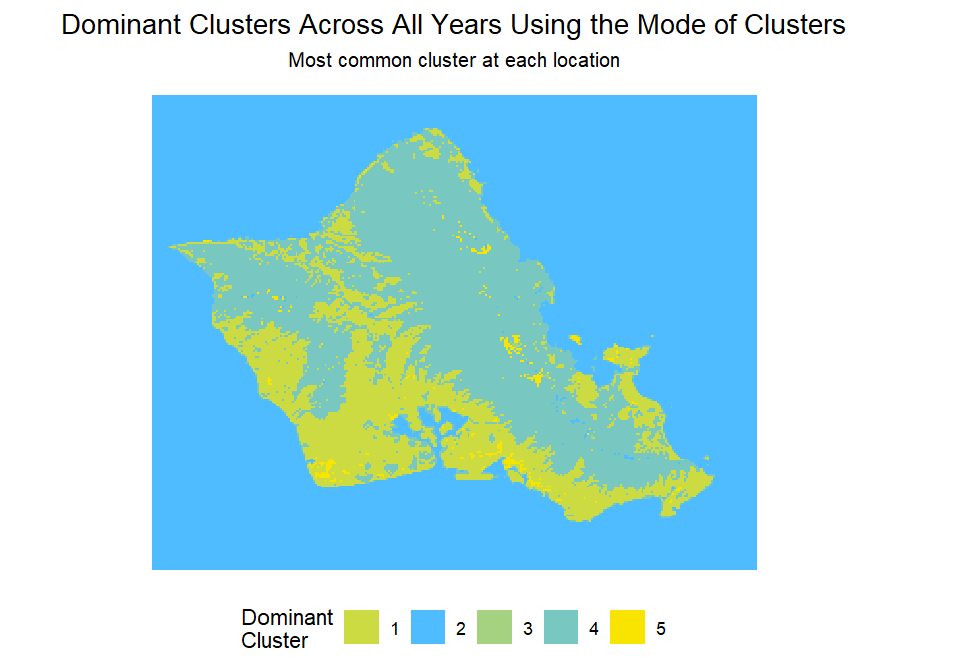 Dominant Clusters Across All Years Using the Mode of Clusters
Most common cluster at each location
Dominant
Cluster
1 2 3 4 5